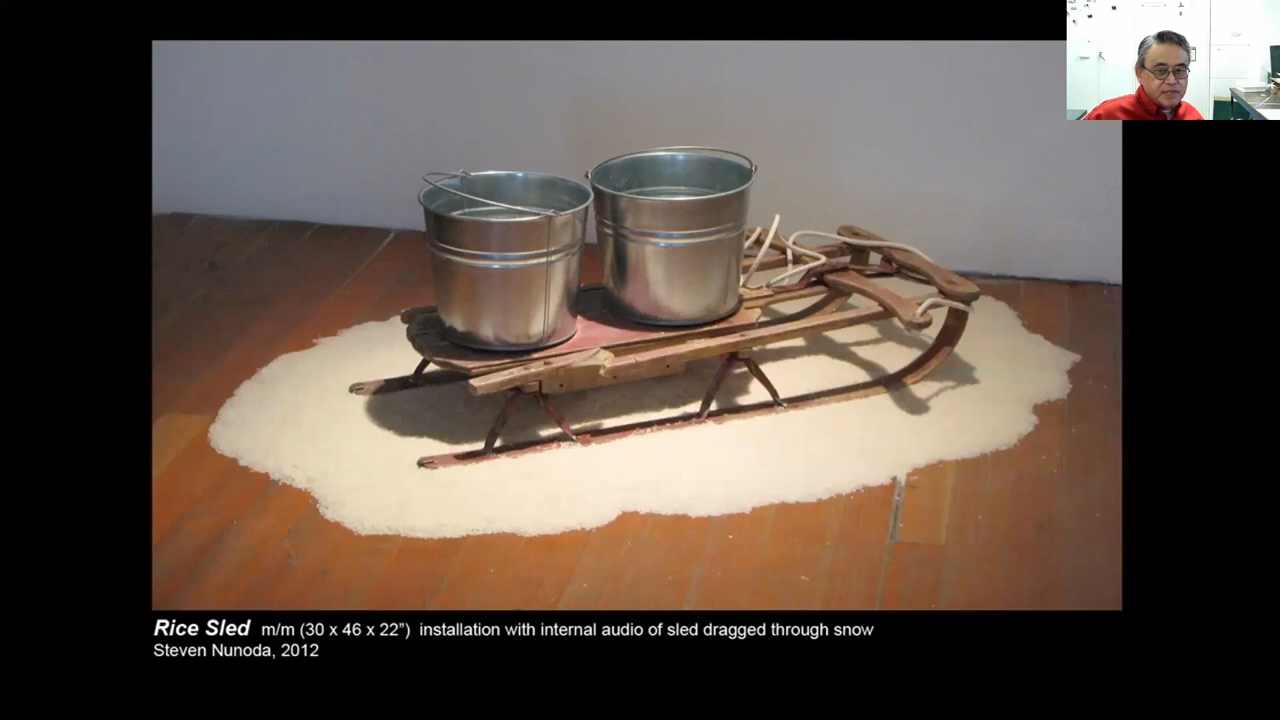 Rice Sled m/m (30 x 46 x 22”) installation with internal audio of sled dragged through snow
Steven Nunoda, 2012